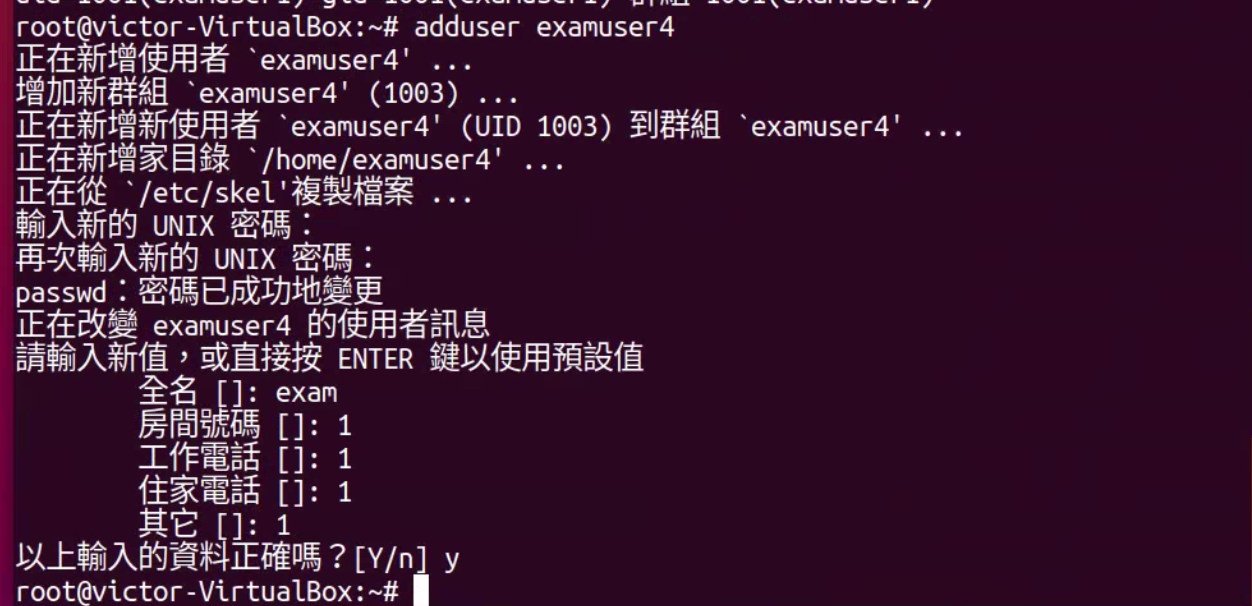 root@victor-VirtualBox:~# adduser examuser4
正在新增使用者 `examuser4' ...
增加新群組 `examuser4' (1003) ...
正在新增新使用者 `examuser4' (UID 1003) 到群組 `examuser4' ...
正在新增家目錄 `/home/examuser4' ...
正在從 `/etc/skel'複製檔案 ...
輸入新的 UNIX 密碼：
再次輸入新的 UNIX 密碼：
passwd：密碼已成功地變更
正在改變 examuser4 的使用者訊息
請輸入新值，或直接按 ENTER 鍵以使用預設值
全名 []: exam
房間號碼 []: 1
工作電話 []: 1
住家電話 []: 1
其它 []: 1
以上輸入的資料正確嗎？[Y/n] y
root@victor-VirtualBox:~#